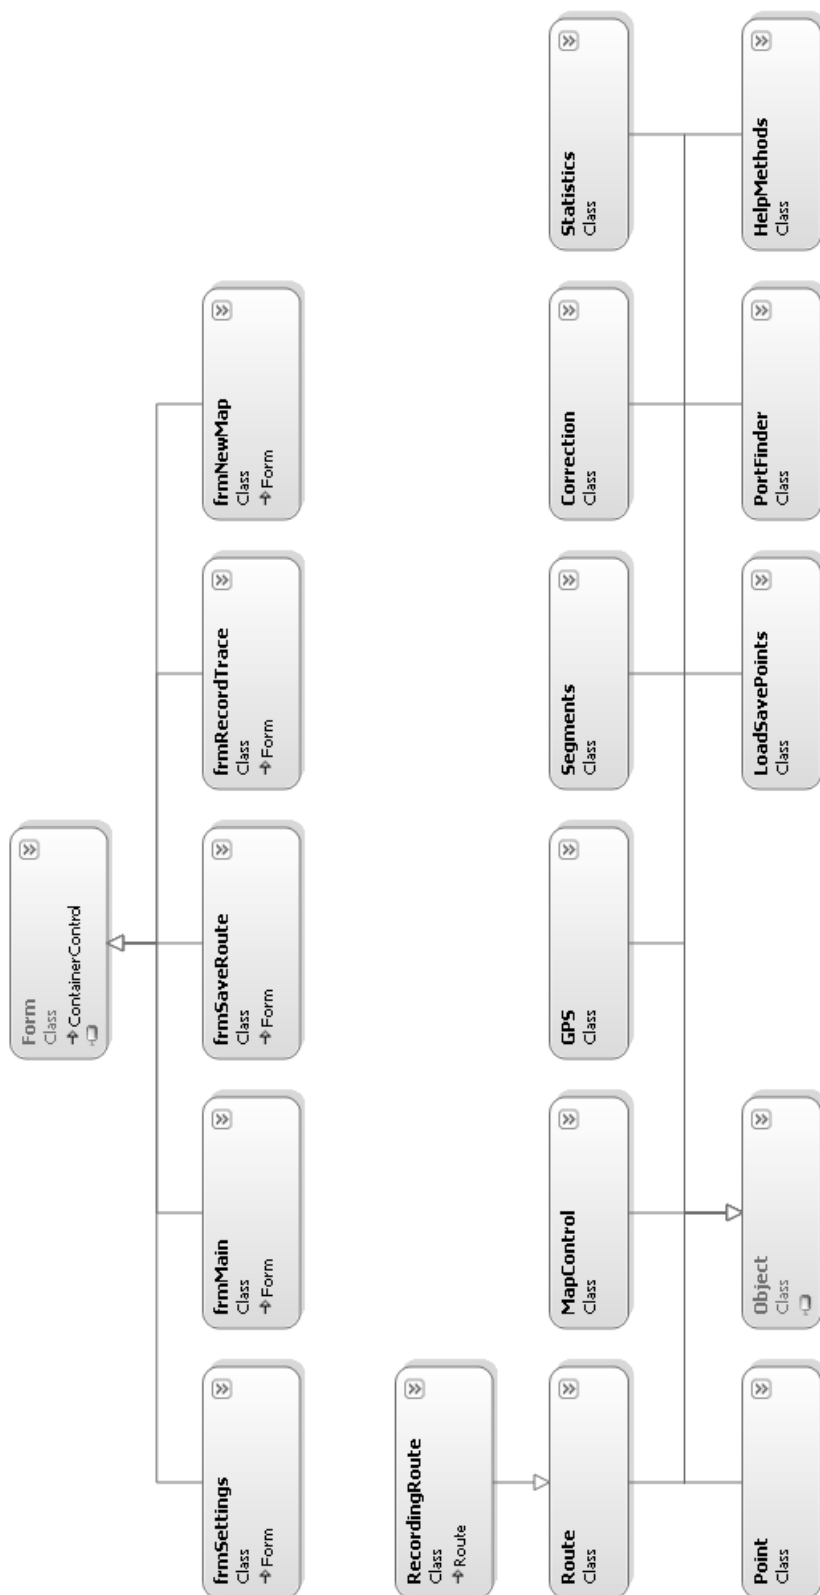 Form
Class
ContainerControl
frmSettings
Class
Form
frmMain
Class
Form
frmSaveRoute
Class
Form
frmRecordTrace
Class
Form
frmNewMap
Class
Form
RecordingRoute
Class
Route
Route
Class
MapControl
Class
GPS
Class
Segments
Class
Correction
Class
Statistics
Class
Point
Class
Object
Class
LoadSavePoints
Class
PortFinder
Class
HelpMethods
Class